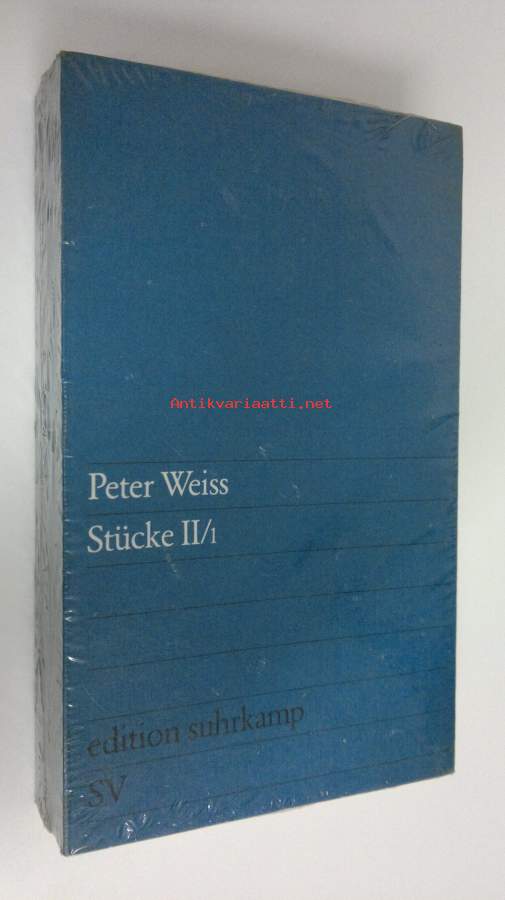 Antikvariaatti.net
Peter Weiss
Stücke II/1
edition suhrkamp
SV